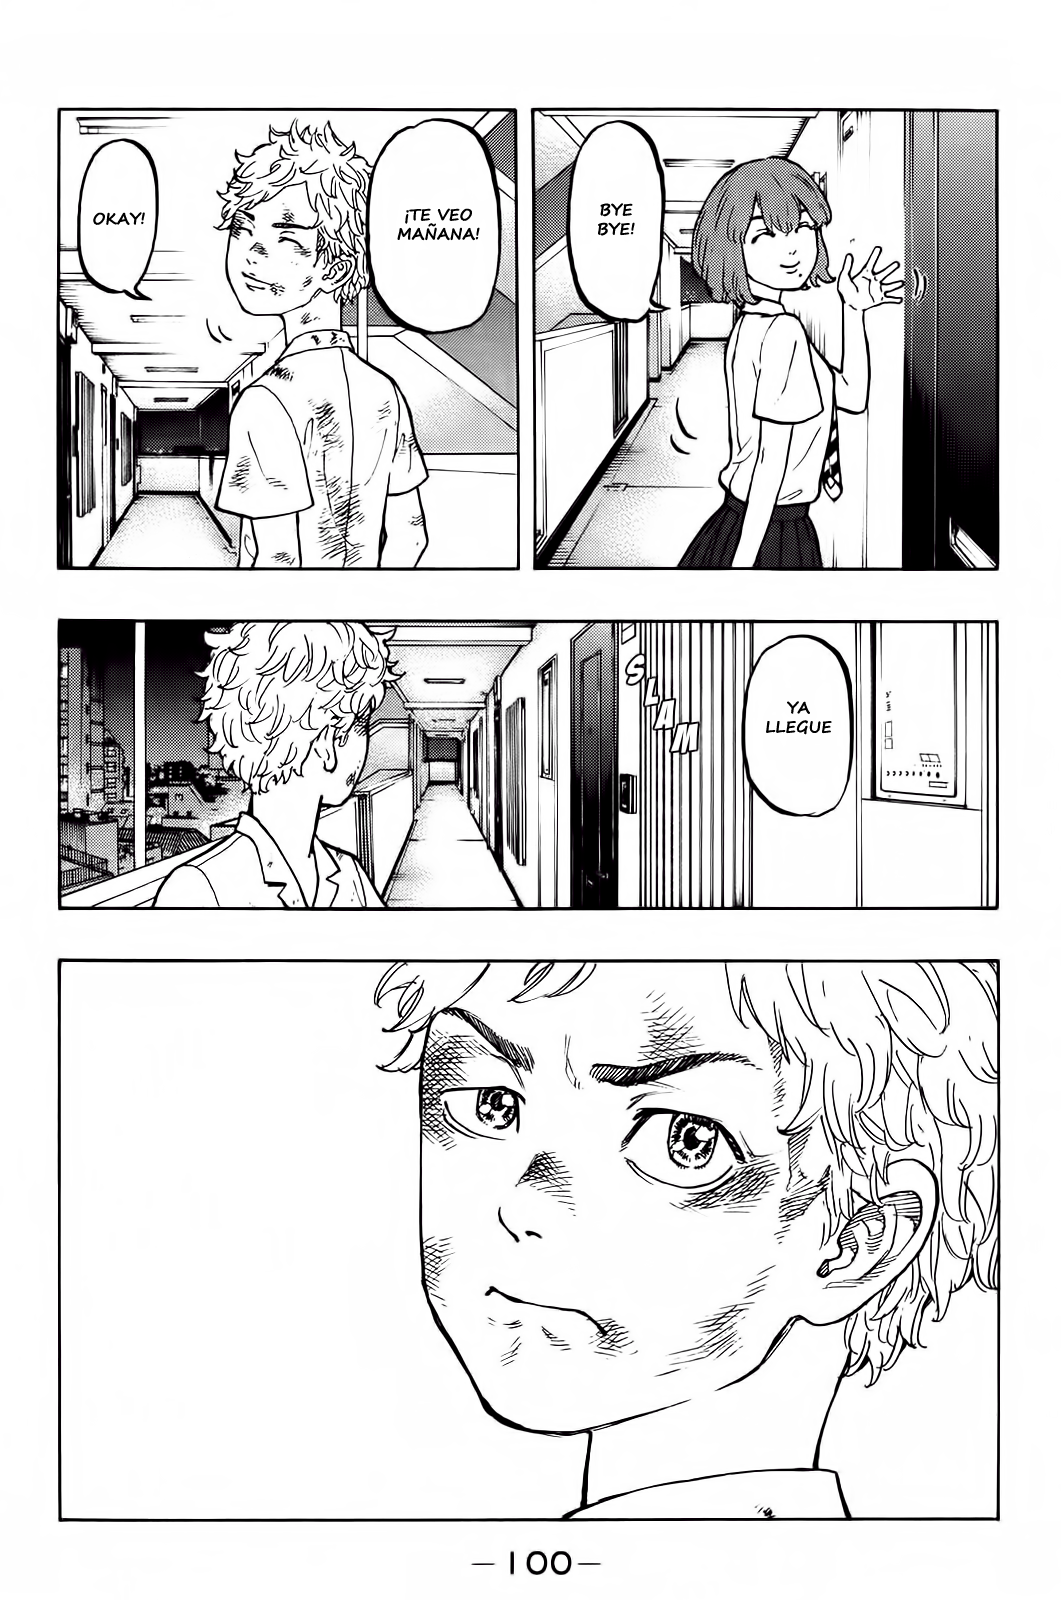 BYE
BYE!
¡TE VEO
MAÑANA!
OKAY!
YA
LLEGUE
SLAM
—100—